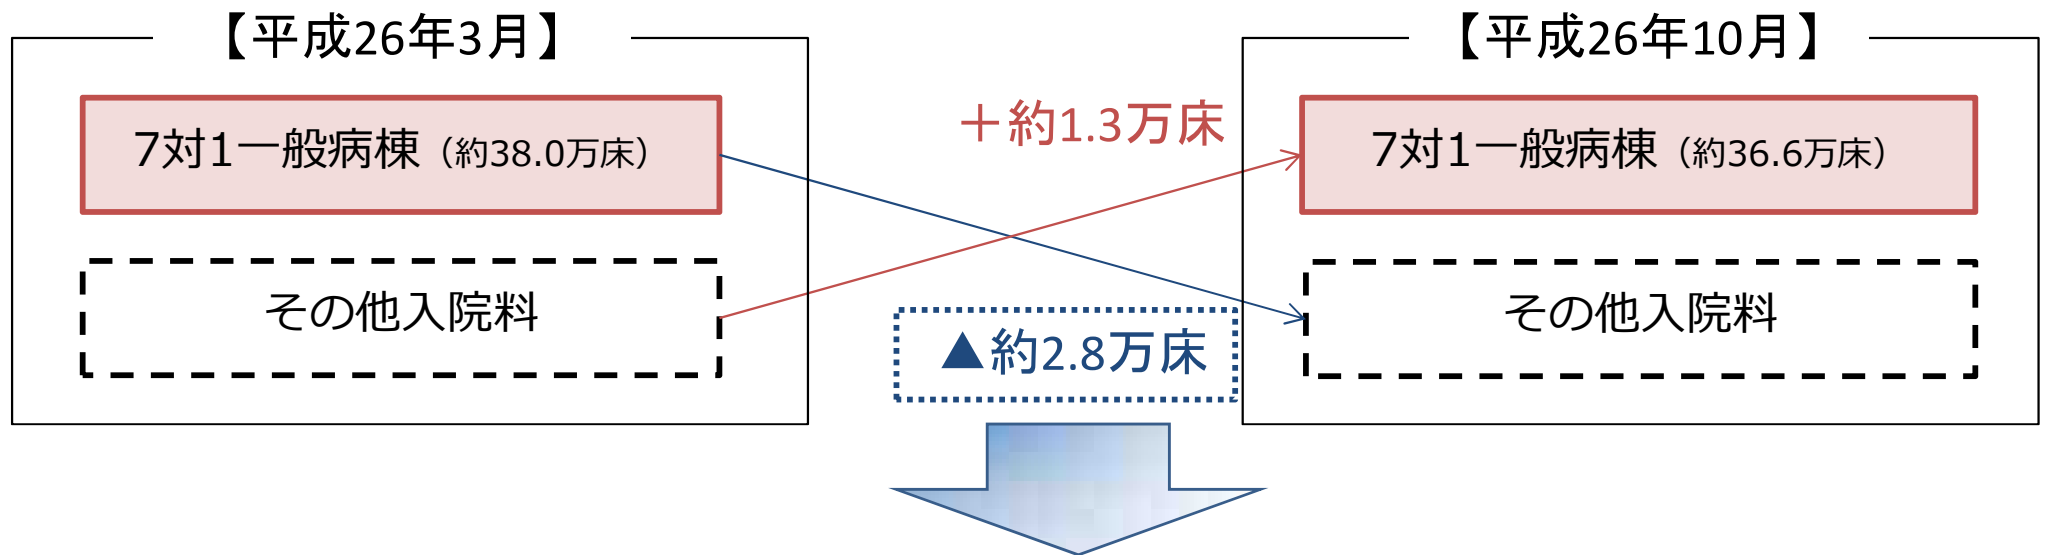 【平成26年3月】
7対1一般病棟（約38.0万床）
その他入院料
＋約1.3万床
▲約2.8万床
【平成26年10月】
7対1一般病棟（約36.6万床）
その他入院料